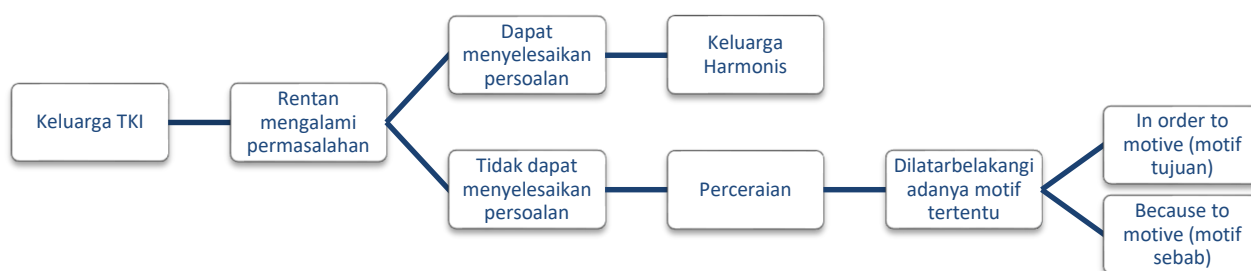 Keluarga TKI
Rentan
mengalami
permasalahan
Dapat
menyelesaikan
persoalan
Keluarga
Harmonis
Tidak dapat
menyelesaikan
persoalan
Perceraian
Dilatarbelakangi
adanya motif
tertentu
In order to
motive (motif
tujuan)
Because to
motive (motif
sebab)